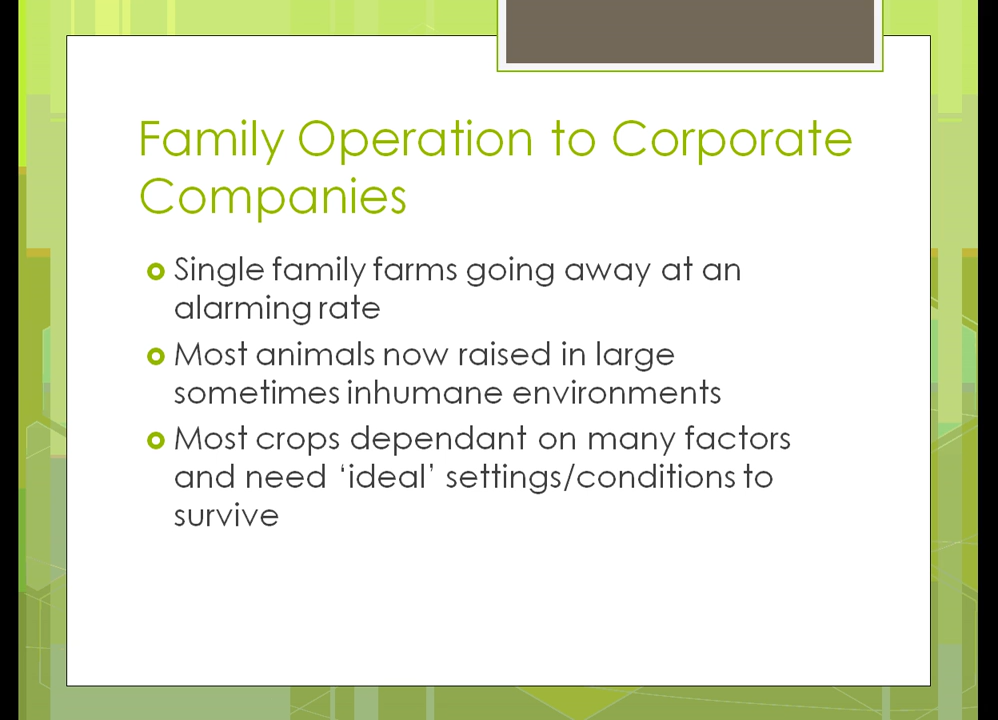 Family Operation to Corporate
Companies
Single family farms going away at an
alarming rate
Most animals now raised in large
sometimes inhumane environments
Most crops dependant on many factors
and need ‘ideal’ settings/conditions to
survive